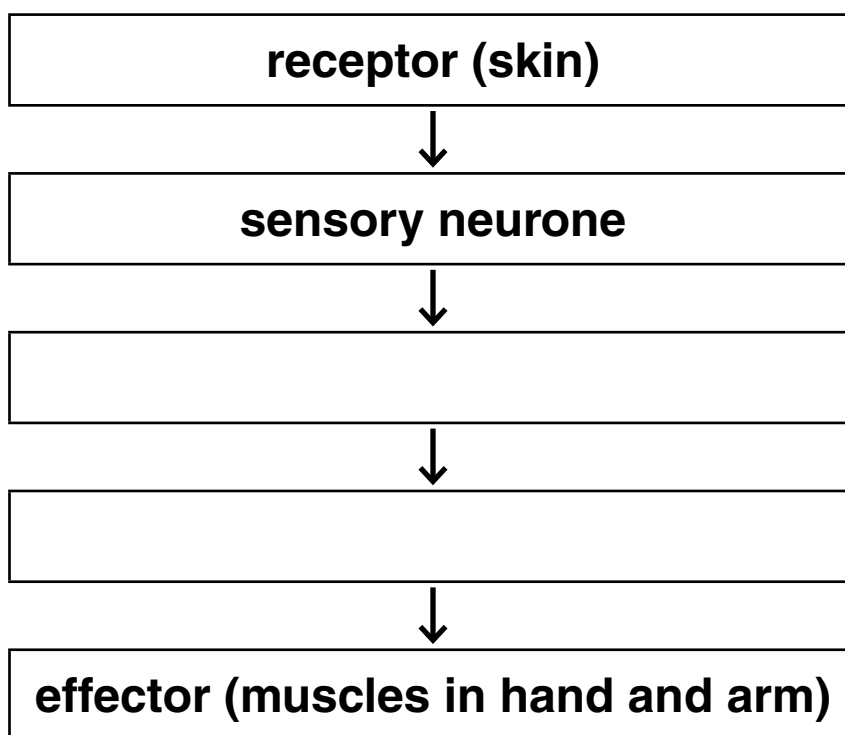 receptor (skin)
sensory neurone
effector (muscles in hand and arm)